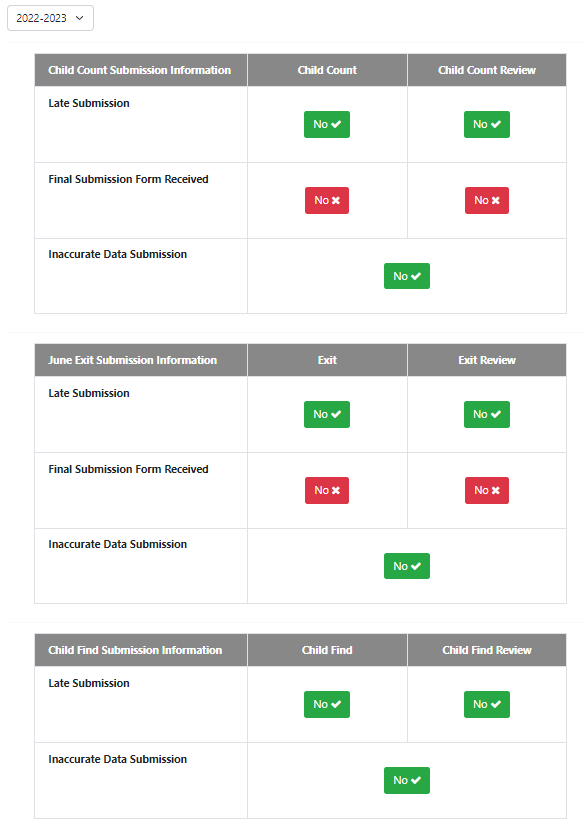 2022-2023
Child Count Submission Information Child Count Child Count Review
Late Submission
No No
Final Submission Form Received
No No
Inaccurate Data Submission
No
June Exit Submission Information Exit Exit Review
Late Submission
No No
Final Submission Form Received
No No
Inaccurate Data Submission
No
Child Find Submission Information Child Find Child Find Review
Late Submission
No No
Inaccurate Data Submission
No